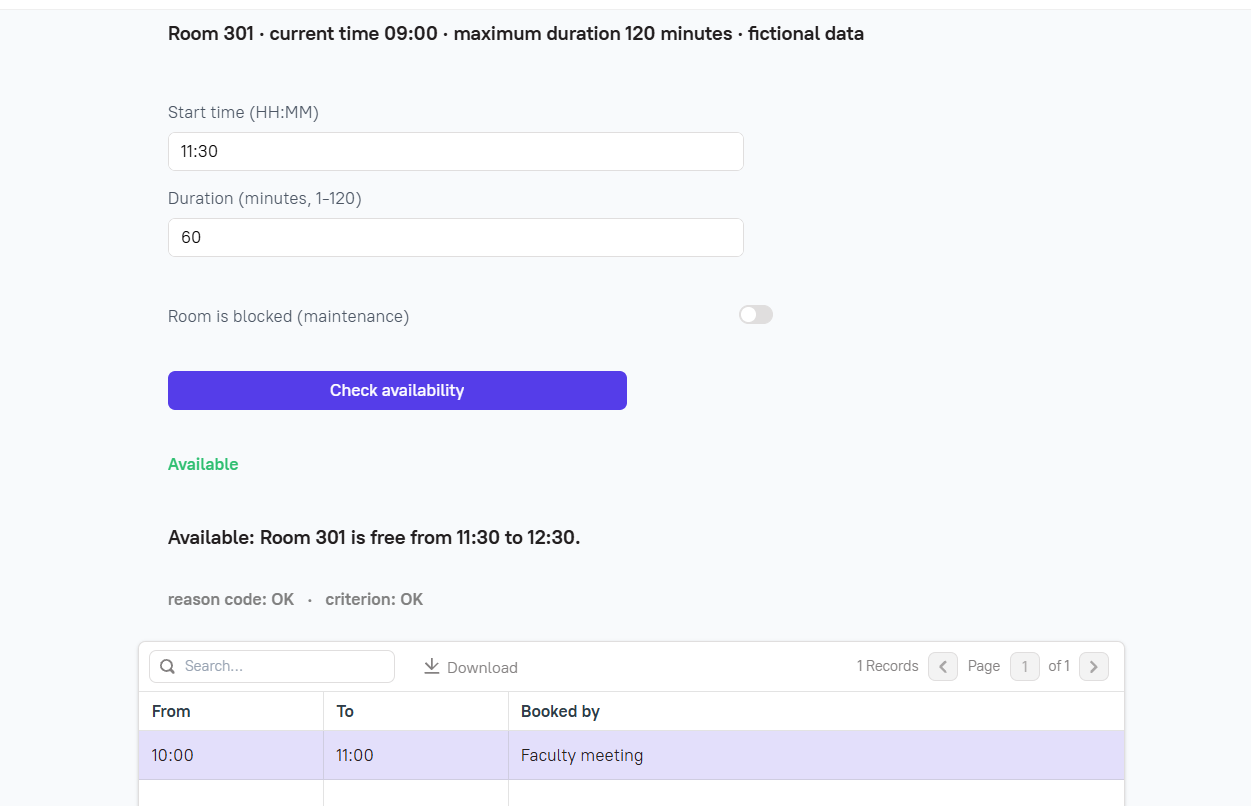 Room 301 · current time 09:00 · maximum duration 120 minutes · fictional data
Start time (HH:MM)
11:30
Duration (minutes, 1-120)
60
Room is blocked (maintenance)
Check availability
Available
Available: Room 301 is free from 11:30 to 12:30.
reason code: OK · criterion: OK
Search... Download 1 Records Page 1 of 1
From To Booked by
10:00 11:00 Faculty meeting